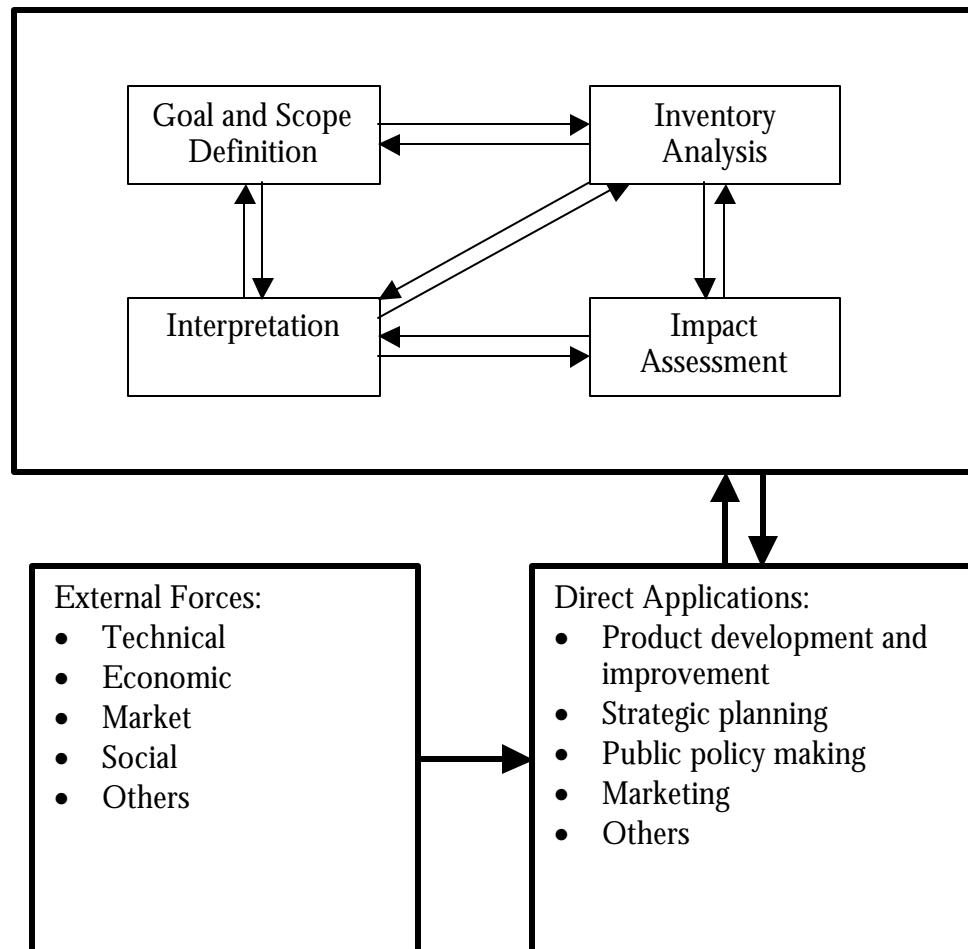 Goal and Scope
Definition
Inventory
Analysis
Interpretation
Impact
Assessment
External Forces:
• Technical
• Economic
• Market
• Social
• Others
Direct Applications:
• Product development and
improvement
• Strategic planning
• Public policy making
• Marketing
• Others